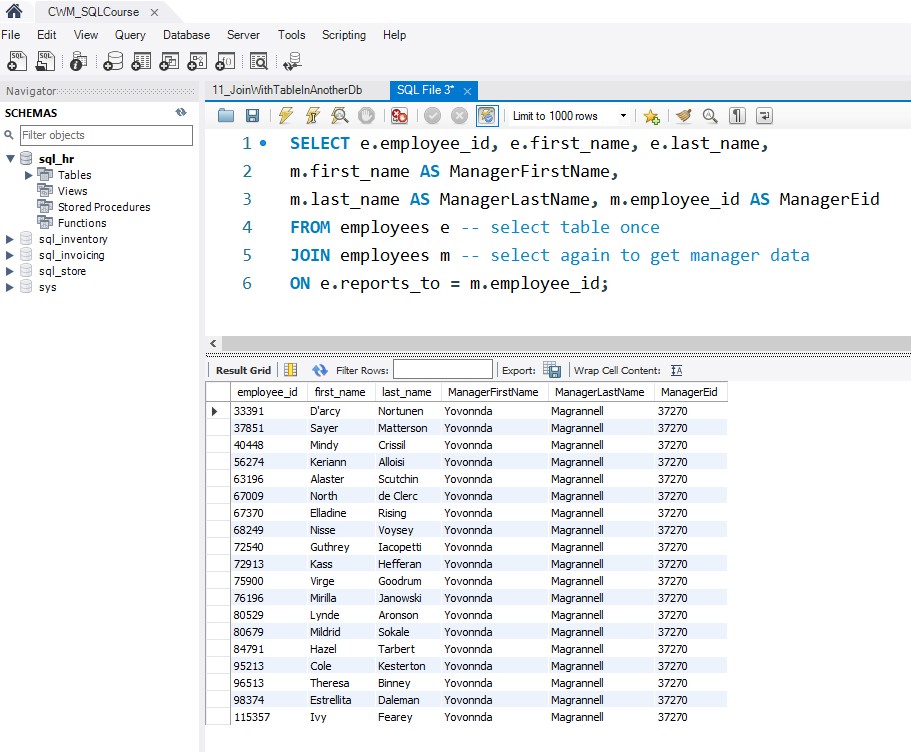 CWM_SQLCourse
File Edit View Query Database Server Tools Scripting Help
Navigator
SCHEMAS
Filter objects
sql_hr
Tables
Views
Stored Procedures
Functions
sql_inventory
sql_invoicing
sql_store
sys
11_JoinWithTableInAnotherDb SQL File 3*
Limit to 1000 rows
1 SELECT e.employee_id, e.first_name, e.last_name,
2 m.first_name AS ManagerFirstName,
3 m.last_name AS ManagerLastName, m.employee_id AS ManagerEid
4 FROM employees e -- select table once
5 JOIN employees m -- select again to get manager data
6 ON e.reports_to = m.employee_id;
Result Grid Filter Rows: Export: Wrap Cell Content:
employee_id first_name last_name ManagerFirstName ManagerLastName ManagerEid
33391 D'arcy Nortunen Yovonnda Magrannell 37270
37851 Sayer Matterson Yovonnda Magrannell 37270
40448 Mindy Crissil Yovonnda Magrannell 37270
56274 Keriann Alloisi Yovonnda Magrannell 37270
63196 Alaster Scutchin Yovonnda Magrannell 37270
67009 North de Clerc Yovonnda Magrannell 37270
67370 Elladine Rising Yovonnda Magrannell 37270
68249 Nisse Voysey Yovonnda Magrannell 37270
72540 Guthrey Iacopetti Yovonnda Magrannell 37270
72913 Kass Hefferan Yovonnda Magrannell 37270
75900 Virge Goodrum Yovonnda Magrannell 37270
76196 Mirilla Janowski Yovonnda Magrannell 37270
80529 Lynde Aronson Yovonnda Magrannell 37270
80679 Mildrid Sokale Yovonnda Magrannell 37270
84791 Hazel Tarbert Yovonnda Magrannell 37270
95213 Cole Kesterton Yovonnda Magrannell 37270
96513 Theresa Binney Yovonnda Magrannell 37270
98374 Estrellita Daleman Yovonnda Magrannell 37270
115357 Ivy Fearey Yovonnda Magrannell 37270